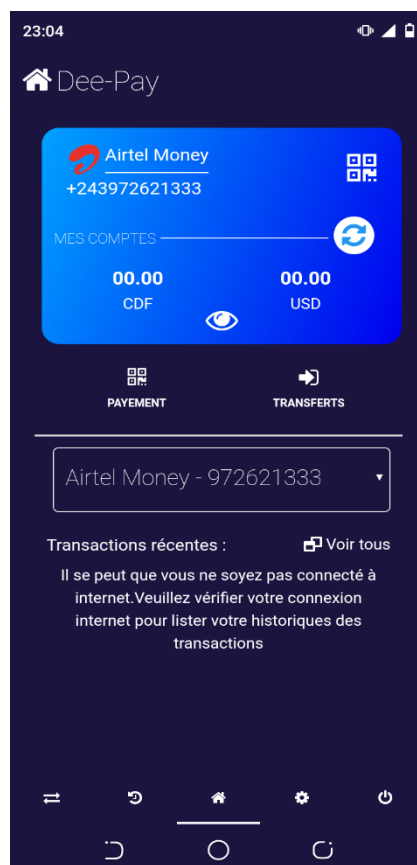 23:04
Dee-Pay
Airtel Money
+243972621333
MES COMPTES
00.00 00.00
CDF USD
PAYEMENT TRANSFERTS
Airtel Money - 972621333
Transactions récentes : Voir tous
Il se peut que vous ne soyez pas connecté à
internet.Veuillez vérifier votre connexion
internet pour lister votre historiques des
transactions